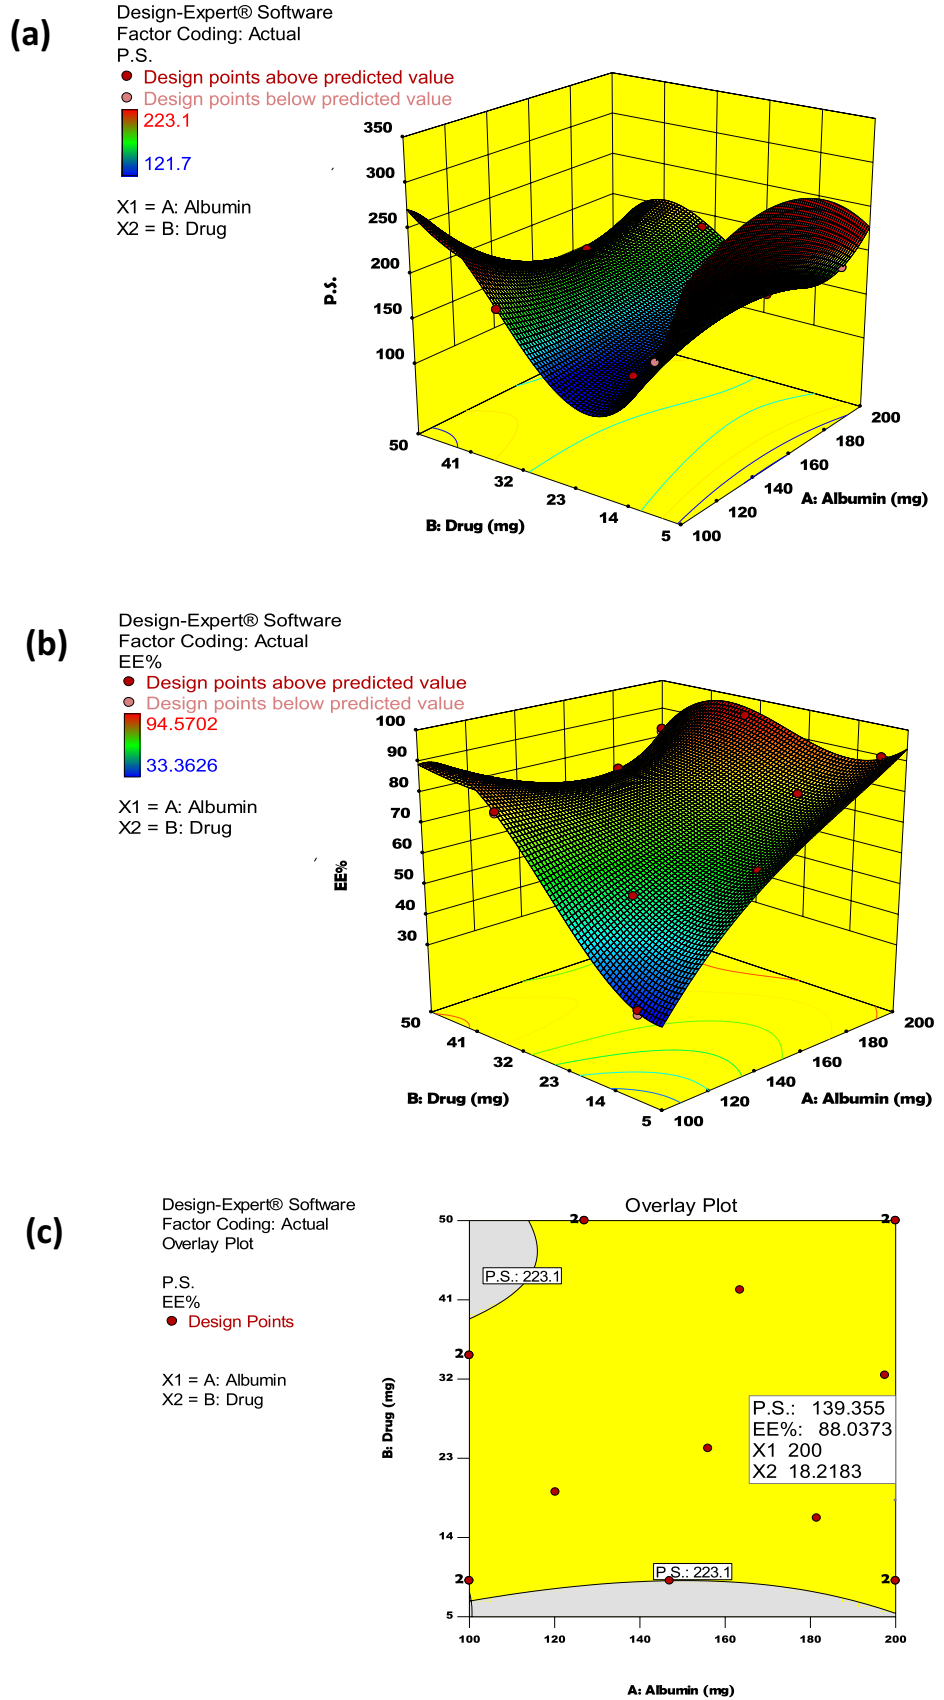 (a)
Design-Expert® Software
Factor Coding: Actual
P.S.
Design points above predicted value
Design points below predicted value
223.1
121.7
X1 = A: Albumin
X2 = B: Drug
350
300
250
200
150
100
P.S.
50
41
32
23
14
5
B: Drug (mg)
200
180
160
140
120
100
A: Albumin (mg)
(b)
Design-Expert® Software
Factor Coding: Actual
EE%
Design points above predicted value
Design points below predicted value
94.5702
33.3626
X1 = A: Albumin
X2 = B: Drug
100
90
80
70
60
50
40
30
EE%
50
41
32
23
14
5
B: Drug (mg)
200
180
160
140
120
100
A: Albumin (mg)
(c)
Design-Expert® Software
Factor Coding: Actual
Overlay Plot
P.S.
EE%
Design Points
X1 = A: Albumin
X2 = B: Drug
Overlay Plot
50
41
32
23
14
5
B: Drug (mg)
2
2
P.S.: 223.1
2
P.S.: 139.355
EE%: 88.0373
X1 200
X2 18.2183
2
P.S.: 223.1
2
100
120
140
160
180
200
A: Albumin (mg)